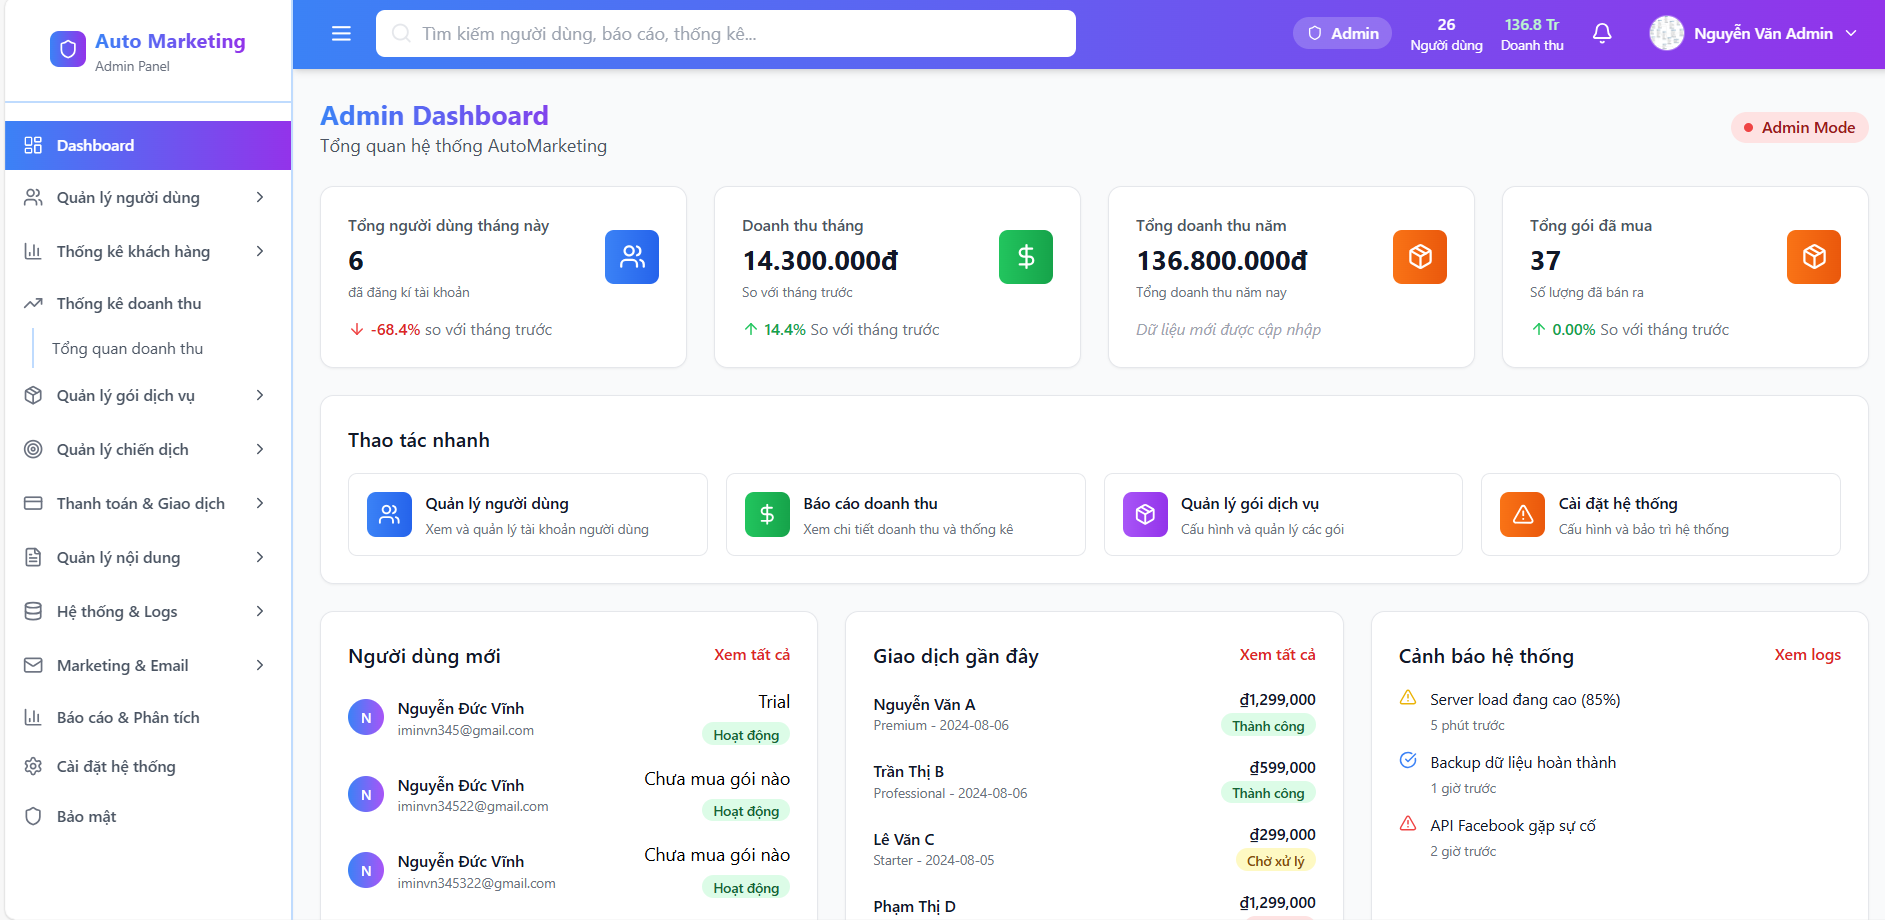 Auto Marketing
Admin Panel
Tìm kiếm người dùng, báo cáo, thống kê...
Admin
26
Người dùng
136.8 Tr
Doanh thu
Nguyễn Văn Admin
Dashboard
Quản lý người dùng
Thống kê khách hàng
Thống kê doanh thu
Tổng quan doanh thu
Quản lý gói dịch vụ
Quản lý chiến dịch
Thanh toán & Giao dịch
Quản lý nội dung
Hệ thống & Logs
Marketing & Email
Báo cáo & Phân tích
Cài đặt hệ thống
Bảo mật
Admin Dashboard
Tổng quan hệ thống AutoMarketing
Admin Mode
Tổng người dùng tháng này
6
đã đăng kí tài khoản
-68.4% so với tháng trước
Doanh thu tháng
14.300.000đ
So với tháng trước
14.4% So với tháng trước
Tổng doanh thu năm
136.800.000đ
Tổng doanh thu năm nay
Dữ liệu mới được cập nhập
Tổng gói đã mua
37
Số lượng đã bán ra
0.00% So với tháng trước
Thao tác nhanh
Quản lý người dùng
Xem và quản lý tài khoản người dùng
Báo cáo doanh thu
Xem chi tiết doanh thu và thống kê
Quản lý gói dịch vụ
Cấu hình và quản lý các gói
Cài đặt hệ thống
Cấu hình và bảo trì hệ thống
Người dùng mới
Xem tất cả
N
Nguyễn Đức Vĩnh
iminvn345@gmail.com
Trial
Hoạt động
N
Nguyễn Đức Vĩnh
iminvn34522@gmail.com
Chưa mua gói nào
Hoạt động
N
Nguyễn Đức Vĩnh
iminvn345322@gmail.com
Chưa mua gói nào
Hoạt động
Giao dịch gần đây
Xem tất cả
Nguyễn Văn A
Premium - 2024-08-06
₫1,299,000
Thành công
Trần Thị B
Professional - 2024-08-06
₫599,000
Thành công
Lê Văn C
Starter - 2024-08-05
₫299,000
Chờ xử lý
Phạm Thị D
₫1,299,000
Cảnh báo hệ thống
Xem logs
Server load đang cao (85%)
5 phút trước
Backup dữ liệu hoàn thành
1 giờ trước
API Facebook gặp sự cố
2 giờ trước